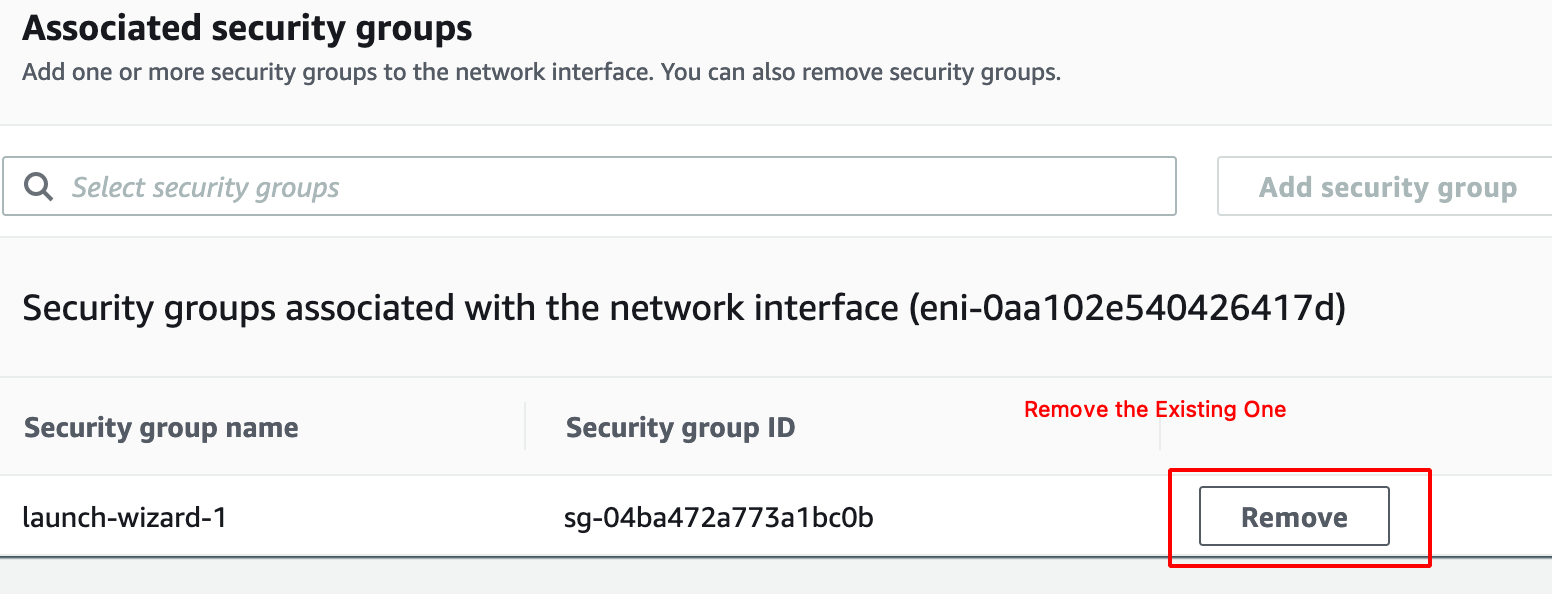 Associated security groups
Add one or more security groups to the network interface. You can also remove security groups.
Select security groups
Add security group
Security groups associated with the network interface (eni-0aa102e540426417d)
Remove the Existing One
Security group name
Security group ID
launch-wizard-1
sg-04ba472a773a1bc0b
Remove